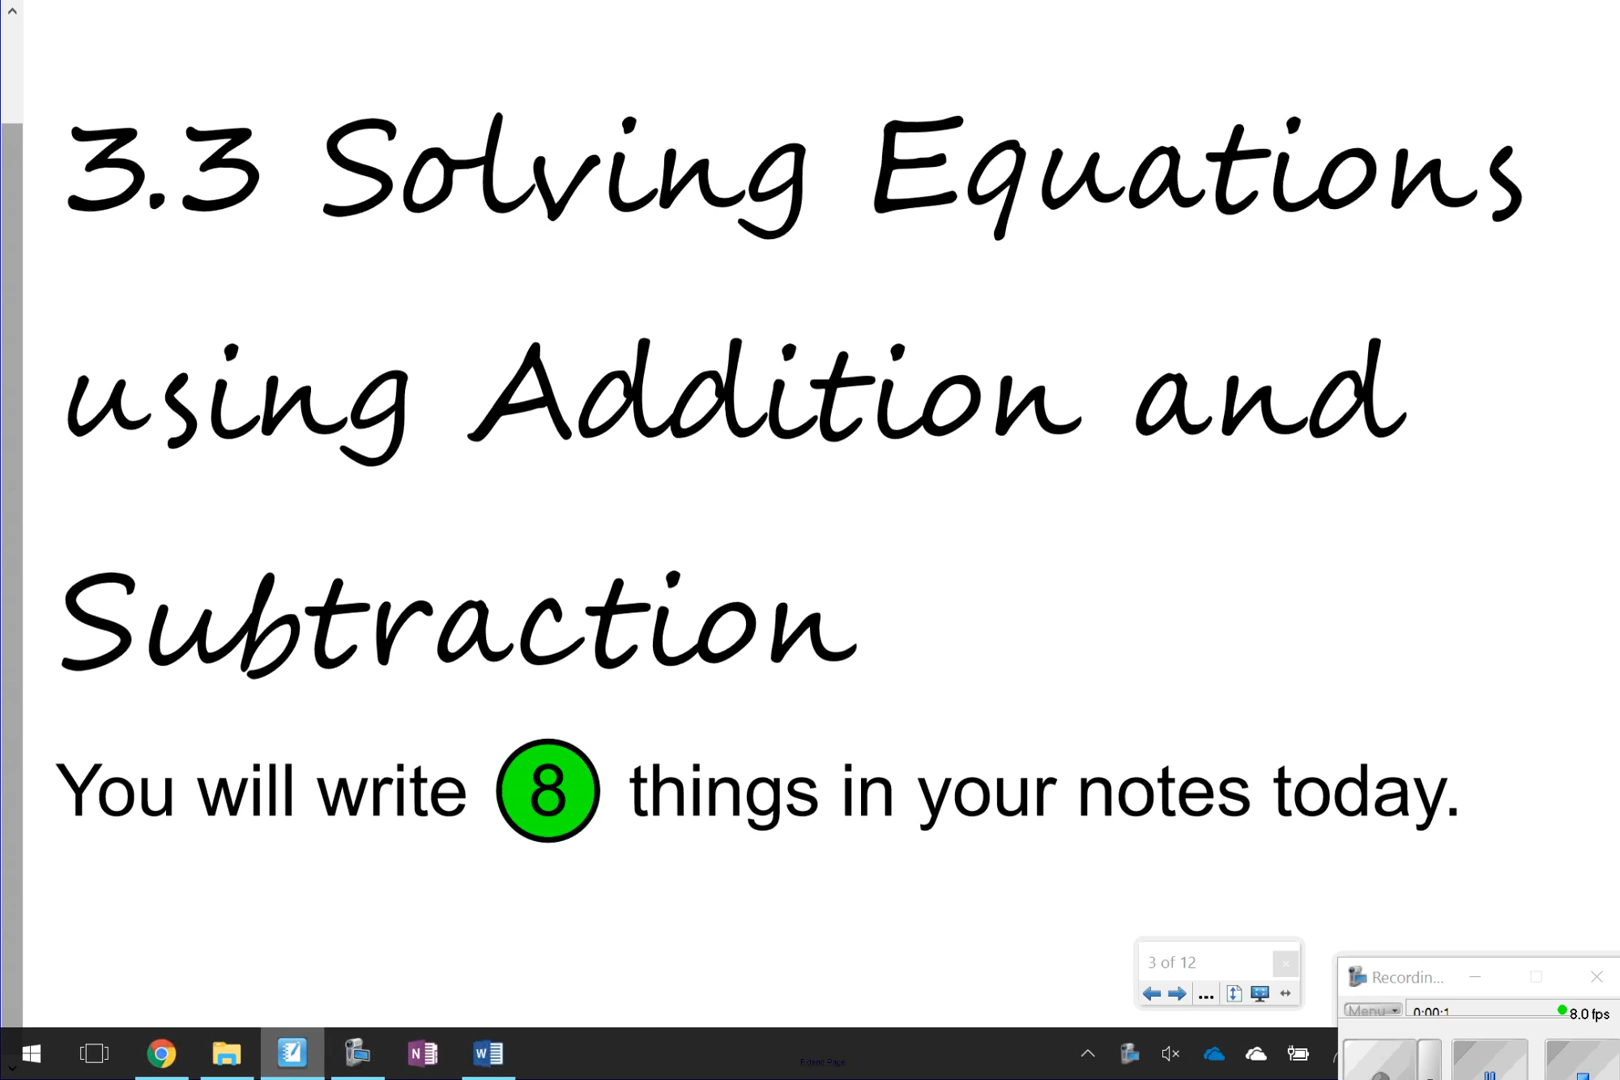 3.3 Solving Equations
using Addition and
Subtraction
You will write 8 things in your notes today.
3 of 12
...
Recordin...
Menu
0:00:1
8.0 fps
N
W